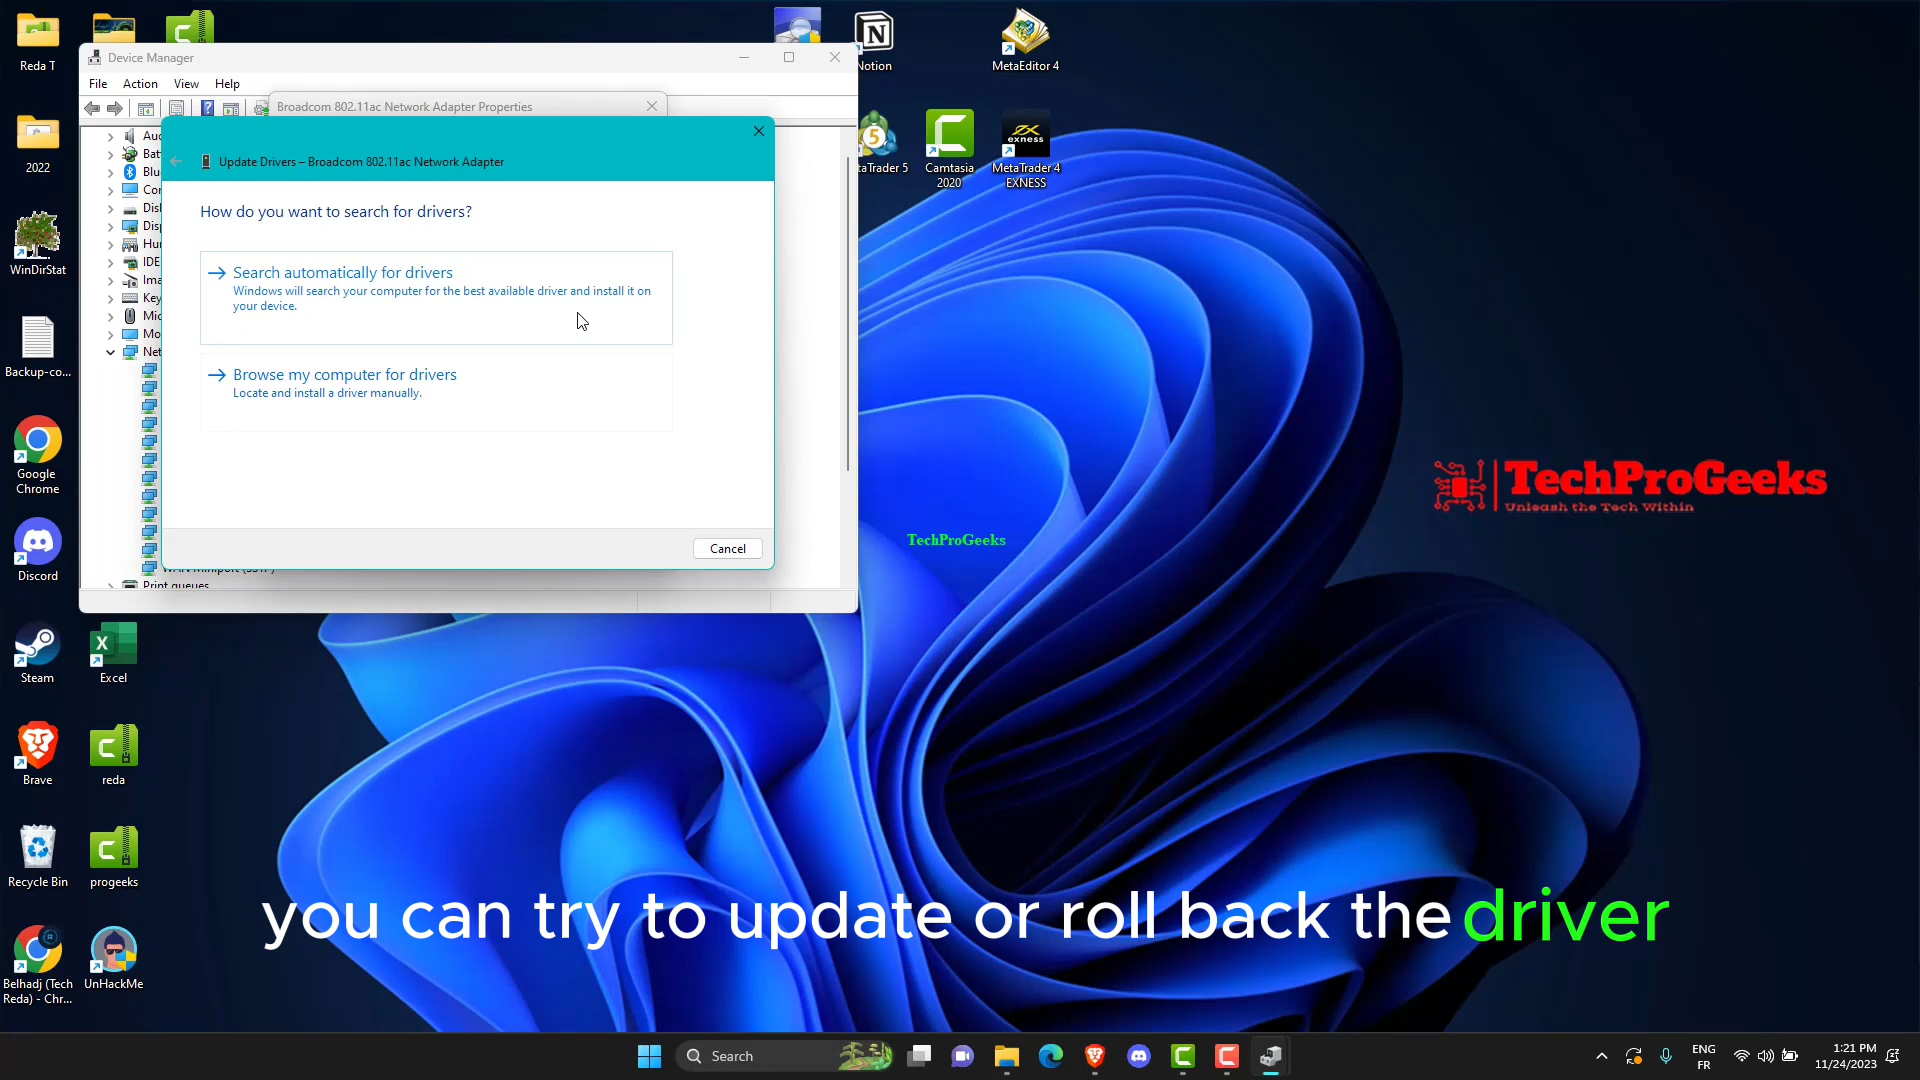 Reda T
2022
WinDirStat
Backup-co...
Google
Chrome
Discord
Steam
Excel
Brave
reda
Recycle Bin
progeeks
Belhadj (Tech
Reda) - Chr...
UnHackMe
Notion
MetaEditor 4
Camtasia
2020
MetaTrader 4
EXNESS
exness
Device Manager
File Action View Help
Broadcom 802.11ac Network Adapter Properties
Update Drivers – Broadcom 802.11ac Network Adapter
How do you want to search for drivers?
Search automatically for drivers
Windows will search your computer for the best available driver and install it on
your device.
Browse my computer for drivers
Locate and install a driver manually.
Cancel
Print queues
TechProGeeks
TechProGeeks
Unleash the Tech Within
you can try to update or roll back the driver
Search
ENG
FR
1:21 PM
11/24/2023